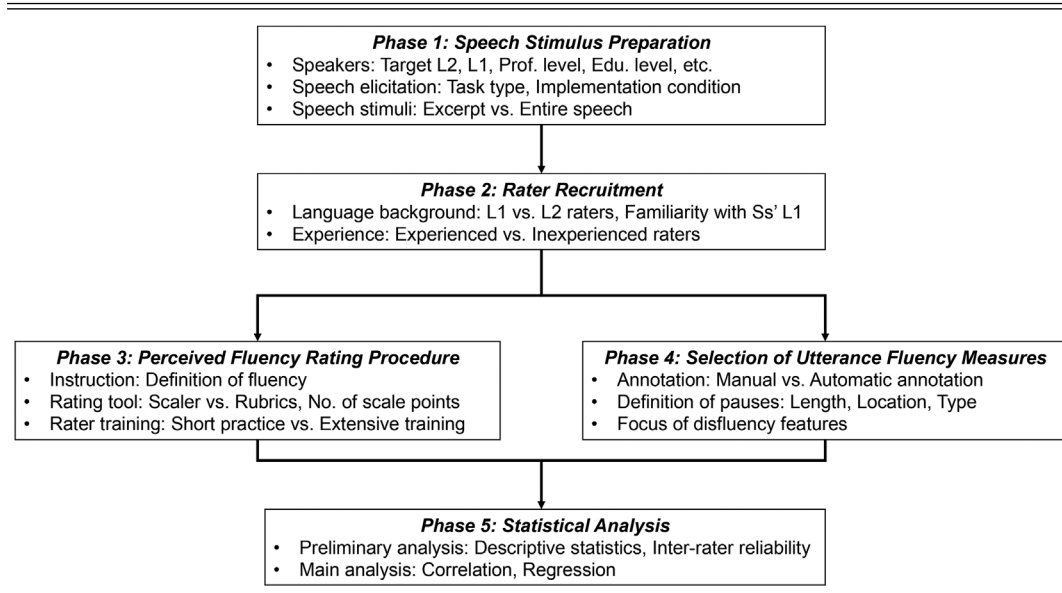 Phase 1: Speech Stimulus Preparation
• Speakers: Target L2, L1, Prof. level, Edu. level, etc.
• Speech elicitation: Task type, Implementation condition
• Speech stimuli: Excerpt vs. Entire speech
Phase 2: Rater Recruitment
• Language background: L1 vs. L2 raters, Familiarity with Ss’ L1
• Experience: Experienced vs. Inexperienced raters
Phase 3: Perceived Fluency Rating Procedure
• Instruction: Definition of fluency
• Rating tool: Scaler vs. Rubrics, No. of scale points
• Rater training: Short practice vs. Extensive training
Phase 4: Selection of Utterance Fluency Measures
• Annotation: Manual vs. Automatic annotation
• Definition of pauses: Length, Location, Type
• Focus of disfluency features
Phase 5: Statistical Analysis
• Preliminary analysis: Descriptive statistics, Inter-rater reliability
• Main analysis: Correlation, Regression